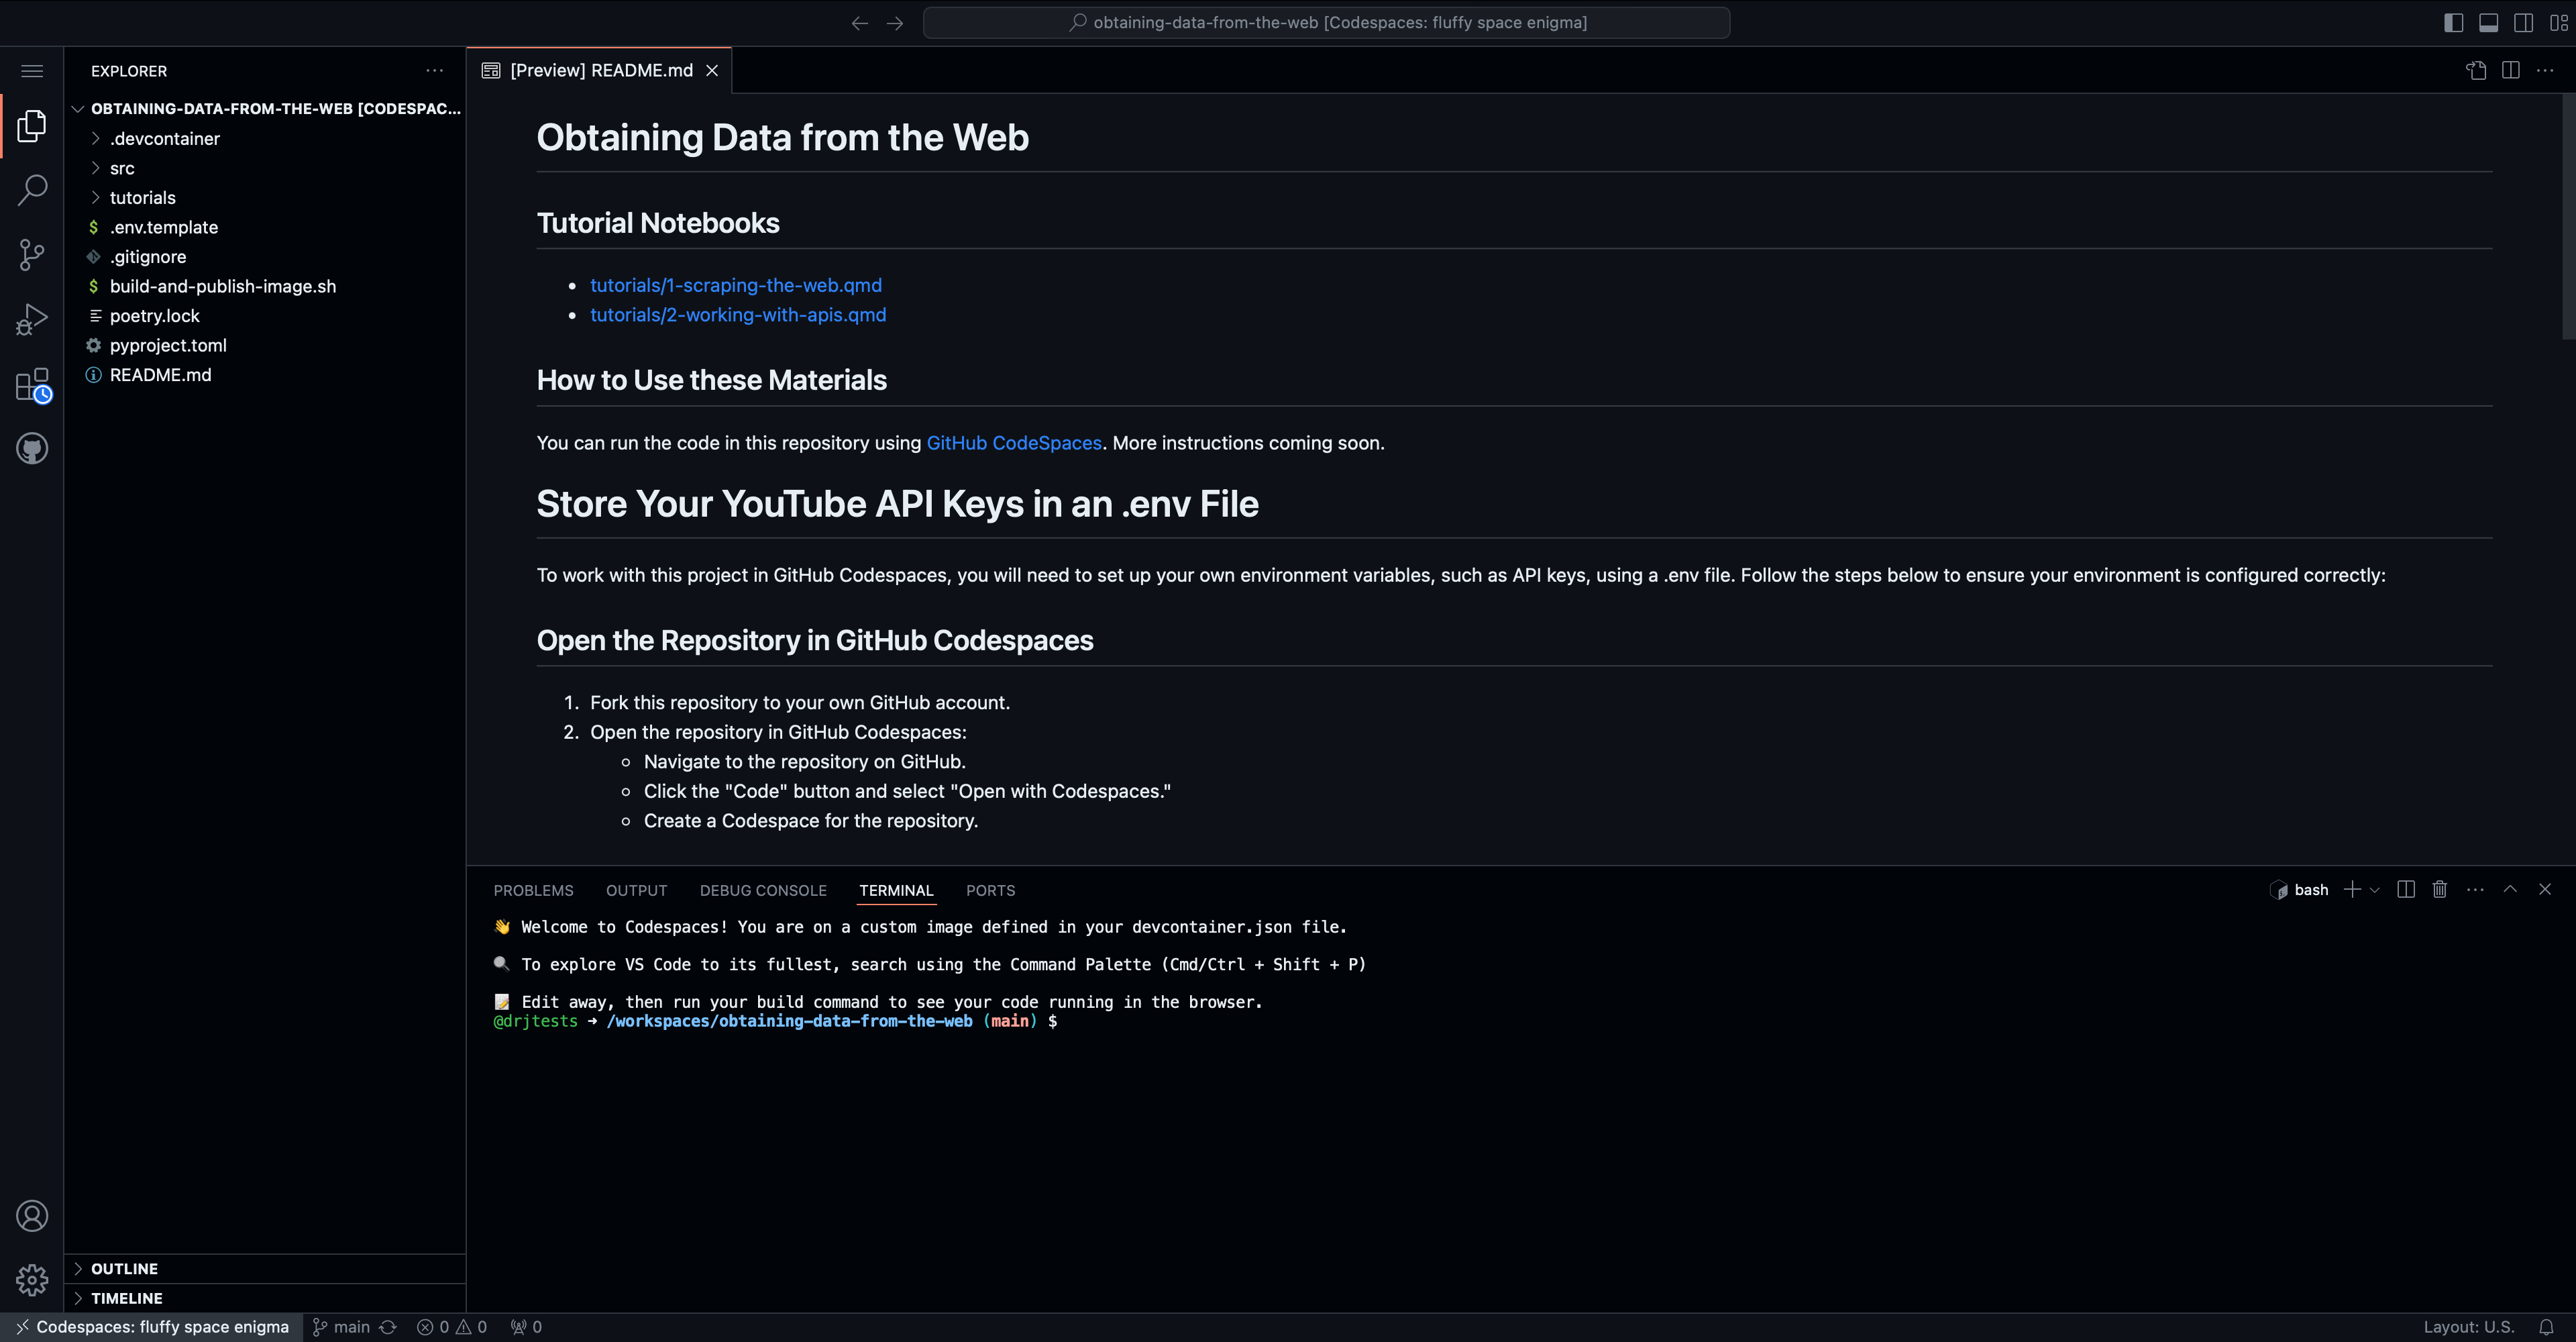 obtaining-data-from-the-web [Codespaces: fluffy space enigma]
EXPLORER
OBTAINING-DATA-FROM-THE-WEB [CODESPAC...
.devcontainer
src
tutorials
$ .env.template
.gitignore
$ build-and-publish-image.sh
poetry.lock
pyproject.toml
README.md
OUTLINE
TIMELINE
[Preview] README.md
Obtaining Data from the Web
Tutorial Notebooks
• tutorials/1-scraping-the-web.qmd
• tutorials/2-working-with-apis.qmd
How to Use these Materials
You can run the code in this repository using GitHub CodeSpaces. More instructions coming soon.
Store Your YouTube API Keys in an .env File
To work with this project in GitHub Codespaces, you will need to set up your own environment variables, such as API keys, using a .env file. Follow the steps below to ensure your environment is configured correctly:
Open the Repository in GitHub Codespaces
1. Fork this repository to your own GitHub account.
2. Open the repository in GitHub Codespaces:
Navigate to the repository on GitHub.
Click the "Code" button and select "Open with Codespaces."
Create a Codespace for the repository.
PROBLEMS OUTPUT DEBUG CONSOLE TERMINAL PORTS bash
👋 Welcome to Codespaces! You are on a custom image defined in your devcontainer.json file.
🔍 To explore VS Code to its fullest, search using the Command Palette (Cmd/Ctrl + Shift + P)
📝 Edit away, then run your build command to see your code running in the browser.
@drjtests ➜ /workspaces/obtaining-data-from-the-web (main) $
Codespaces: fluffy space enigma main 0 0 0 Layout: U.S.